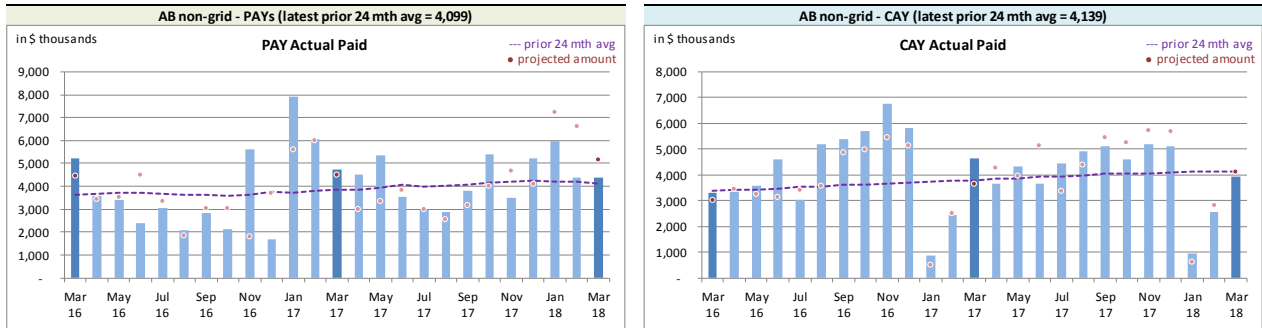 AB non-grid - PAYs (latest prior 24 mth avg = 4,099)
in $ thousands
PAY Actual Paid
--- prior 24 mth avg
• projected amount
9,000
8,000
7,000
6,000
5,000
4,000
3,000
2,000
1,000
-
Mar May Jul Sep Nov Jan Mar May Jul Sep Nov Jan Mar
16 16 16 16 16 17 17 17 17 17 17 18 18
AB non-grid - CAY (latest prior 24 mth avg = 4,139)
in $ thousands
CAY Actual Paid
--- prior 24 mth avg
• projected amount
8,000
7,000
6,000
5,000
4,000
3,000
2,000
1,000
-
Mar May Jul Sep Nov Jan Mar May Jul Sep Nov Jan Mar
16 16 16 16 16 17 17 17 17 17 17 18 18